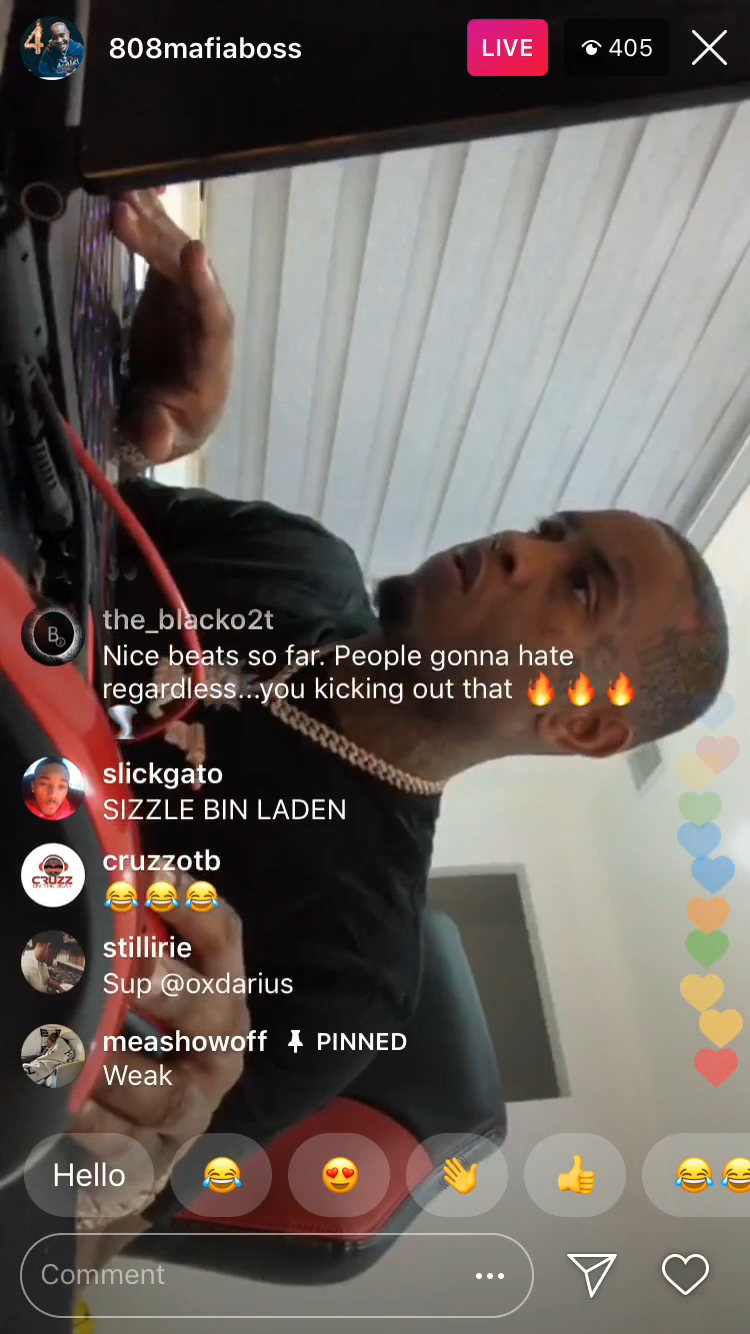 808mafiaboss LIVE 405
the_blacko2t
Nice beats so far. People gonna hate
regardless...you kicking out that 🔥 🔥 🔥
slickgato
SIZZLE BIN LADEN
CRUZZ
cruzzotb
😂😂😂
stillirie
Sup @oxdarius
meashowoff PINNED
Weak
Hello 😂 😍 👋 👍 😂😂
Comment